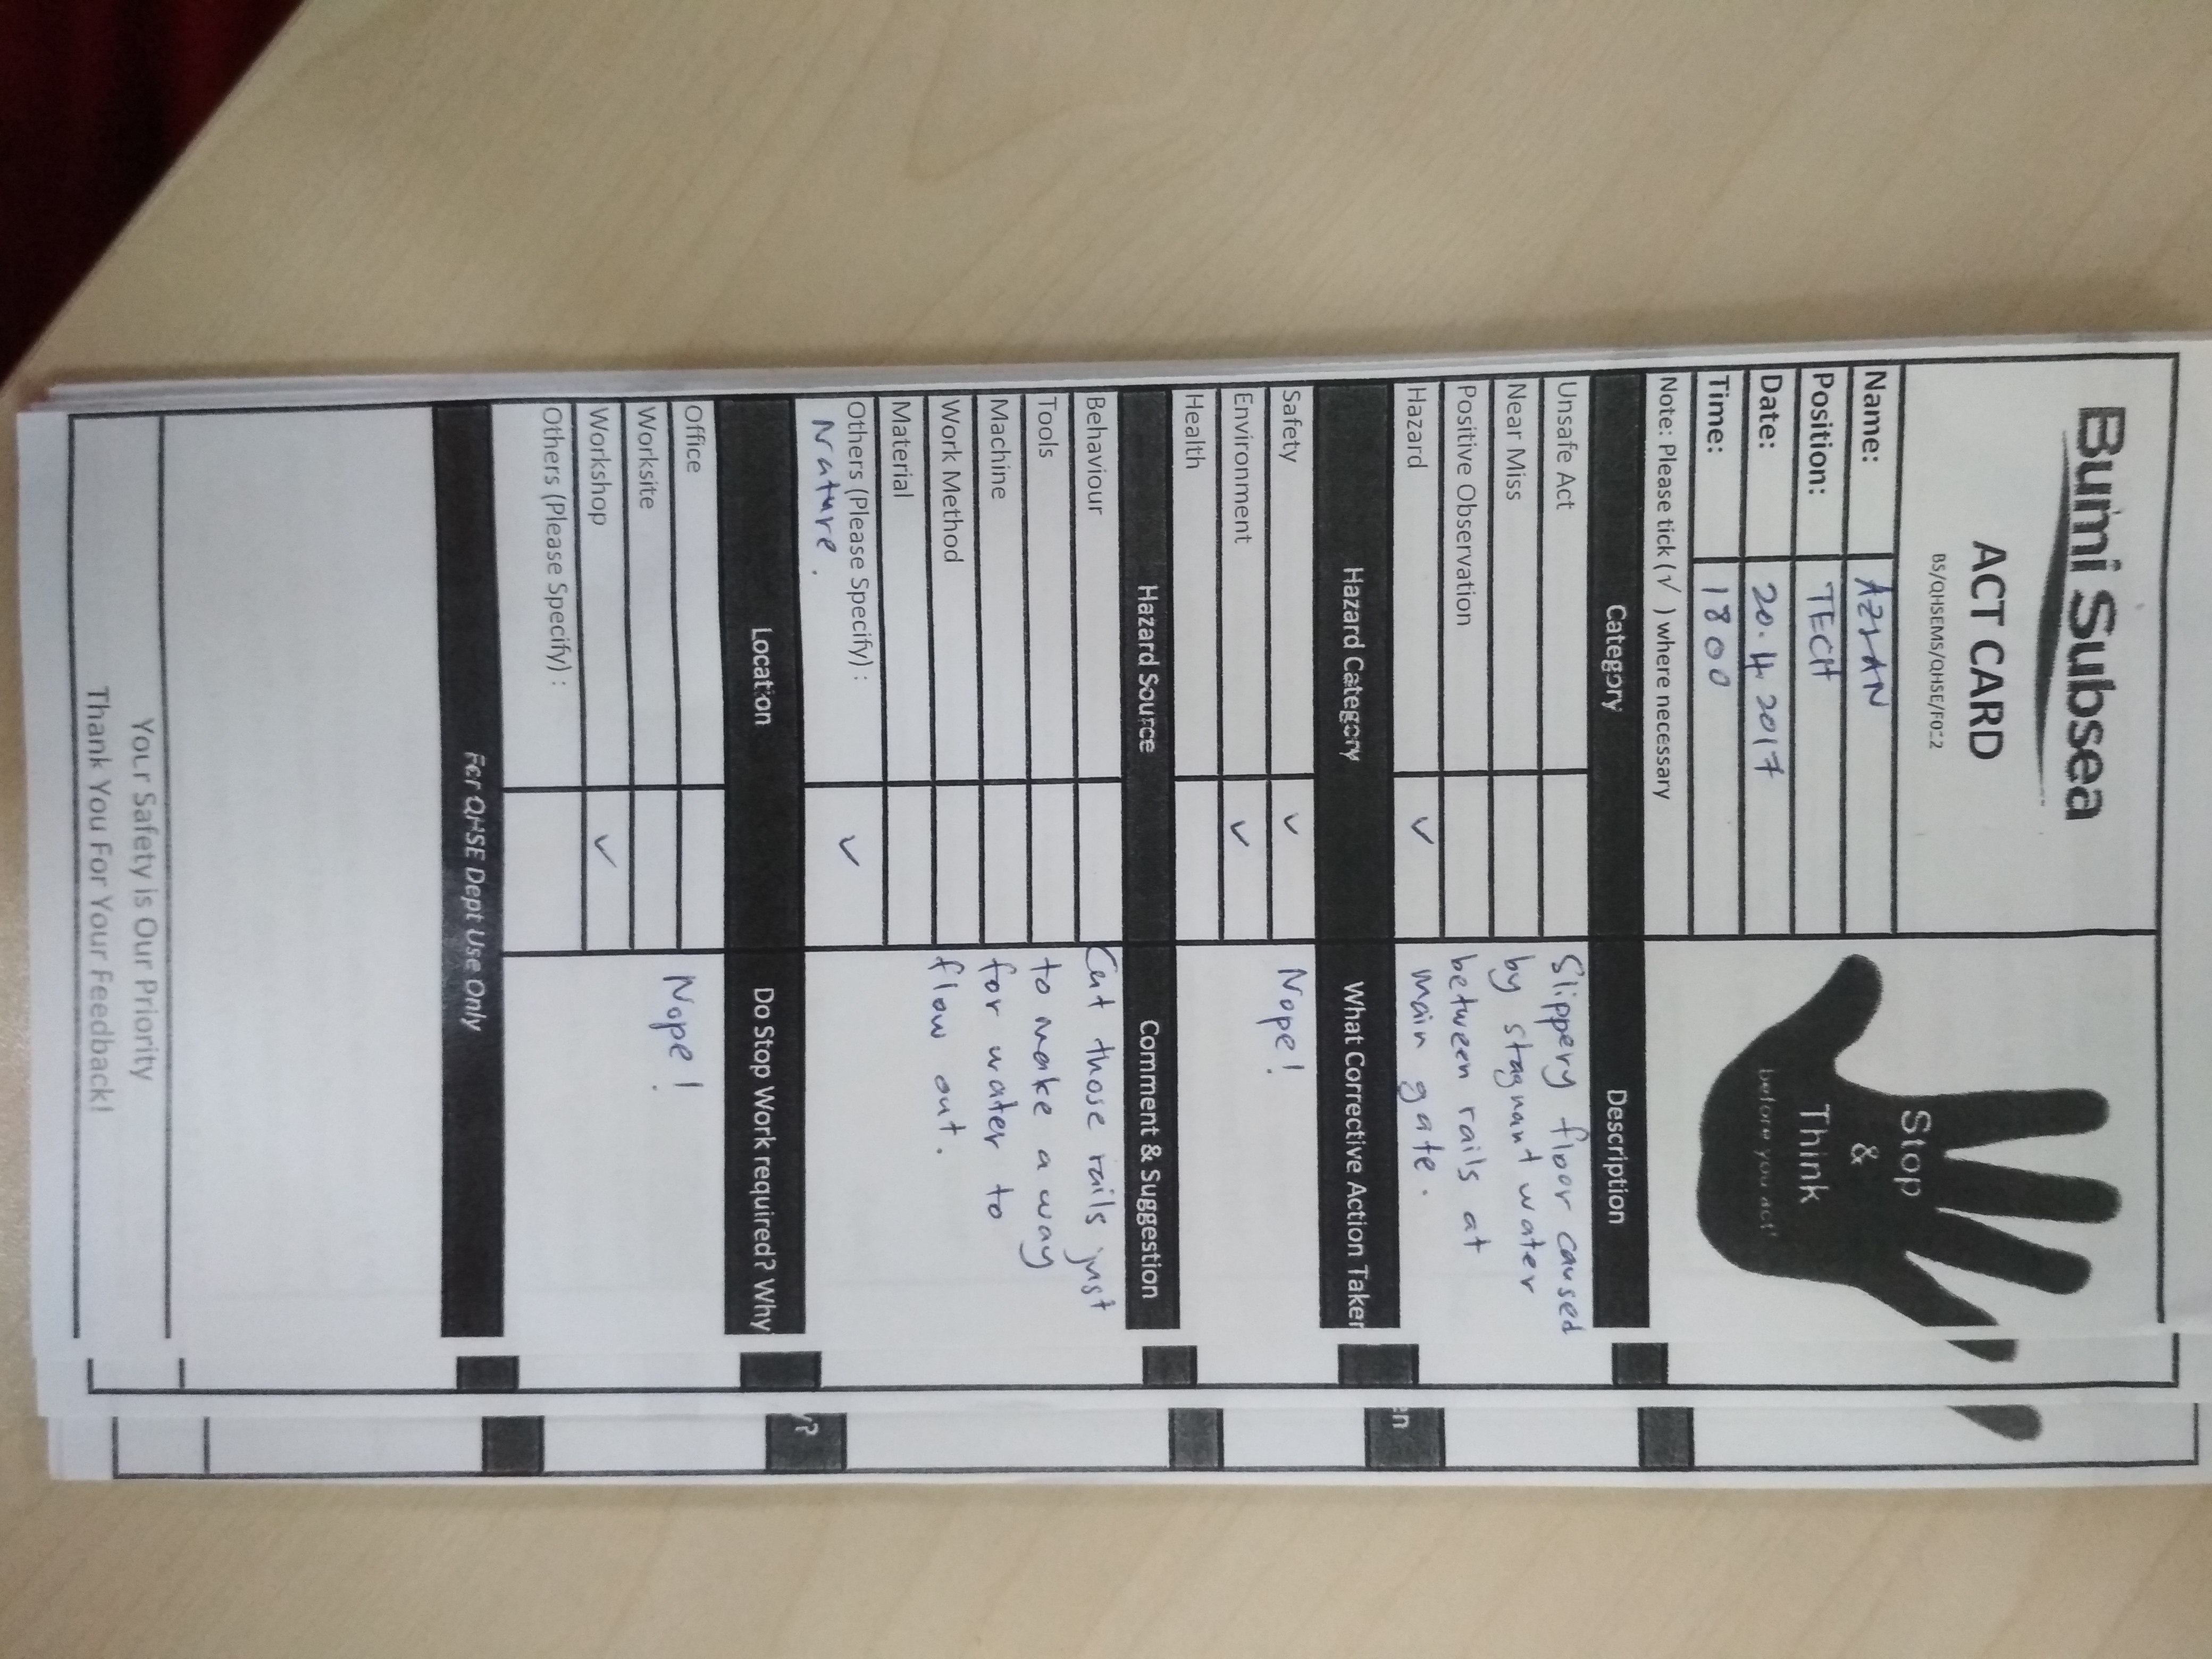 Bumi Subsea
ACT CARD
BS/QHSEMS/QHSE/F022
Stop
&
Think
before you act!
Name: AZLAN
Position: TECH
Date: 20.4.2017
Time: 1800
Note: Please tick (√ ) where necessary
Category Description
Unsafe Act
Near Miss
Positive Observation
Hazard ✓
Slippery floor caused
by stagnant water
between rails at
main gate.
Hazard Category What Corrective Action Taken
Safety ✓
Environment ✓
Health
Nope!
Hazard Source Comment & Suggestion
Behaviour
Tools
Machine
Work Method
Material
Others (Please Specify) : ✓
Nature.
Cut those rails just
to make a way
for water to
flow out.
Location Do Stop Work required? Why
Office
Worksite
Workshop ✓
Others (Please Specify) :
Nope!
For QHSE Dept Use Only
Your Safety is Our Priority
Thank You For Your Feedback!
en
y?